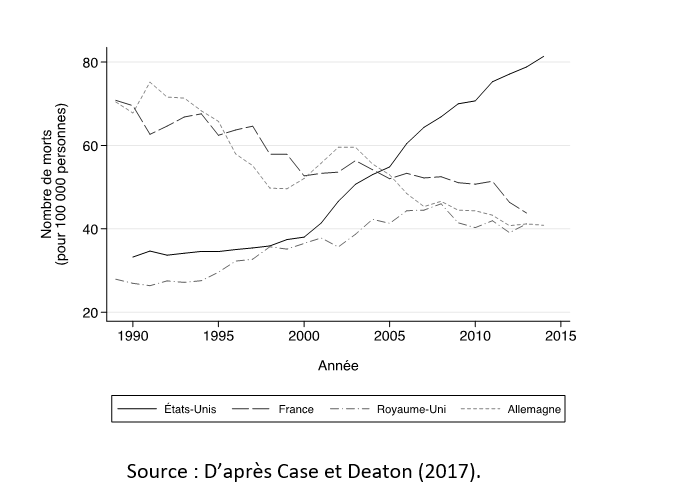 Nombre de morts
(pour 100 000 personnes)
80
60
40
20
1990 1995 2000 2005 2010 2015
Année
États-Unis France Royaume-Uni Allemagne
Source : D’après Case et Deaton (2017).